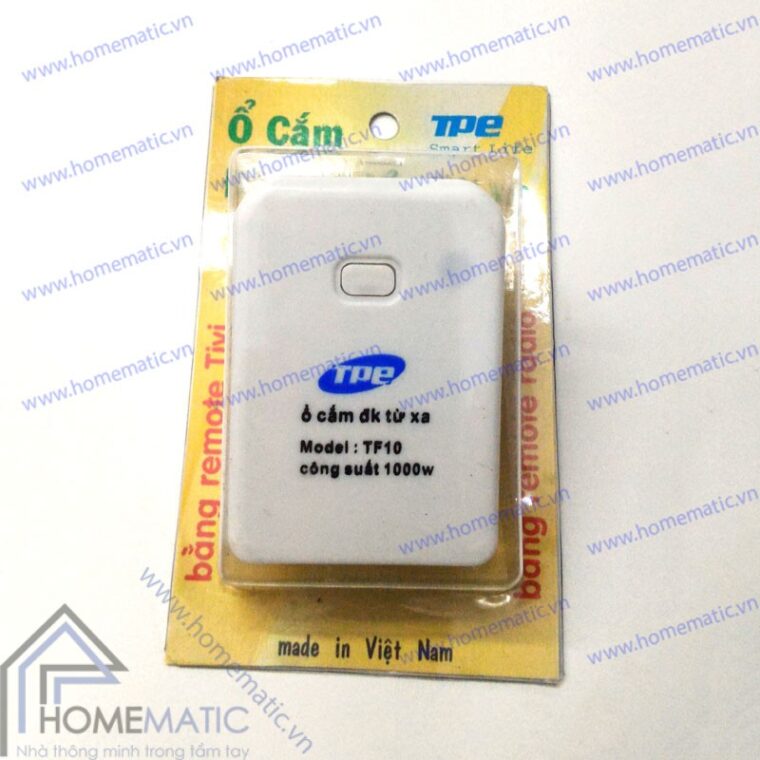 Ổ Cắm
TPE
Smart Life
bằng remote Tivi
bằng remote radio
TPE
ổ cắm đk từ xa
Model : TF10
công suất 1000w
made in Việt Nam
HOMEMATIC
Nhà thông minh trong tầm tay
www.homematic.vn